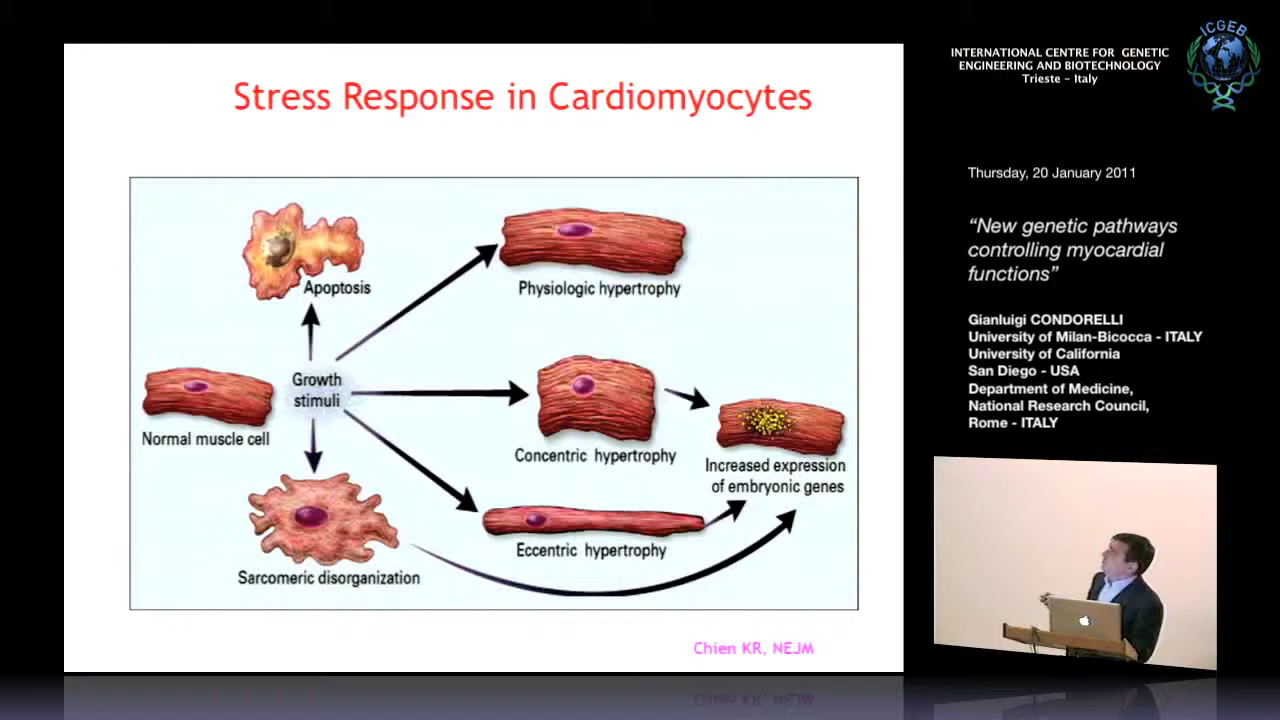 Stress Response in Cardiomyocytes
Apoptosis
Physiologic hypertrophy
Growth
stimuli
Normal muscle cell
Concentric hypertrophy
Increased expression
of embryonic genes
Eccentric hypertrophy
Sarcomeric disorganization
Chien KR, NEJM
INTERNATIONAL CENTRE FOR GENETIC
ENGINEERING AND BIOTECHNOLOGY
Trieste - Italy
ICGEB
Thursday, 20 January 2011
“New genetic pathways
controlling myocardial
functions”
Gianluigi CONDORELLI
University of Milan-Bicocca - ITALY
University of California
San Diego - USA
Department of Medicine,
National Research Council,
Rome - ITALY